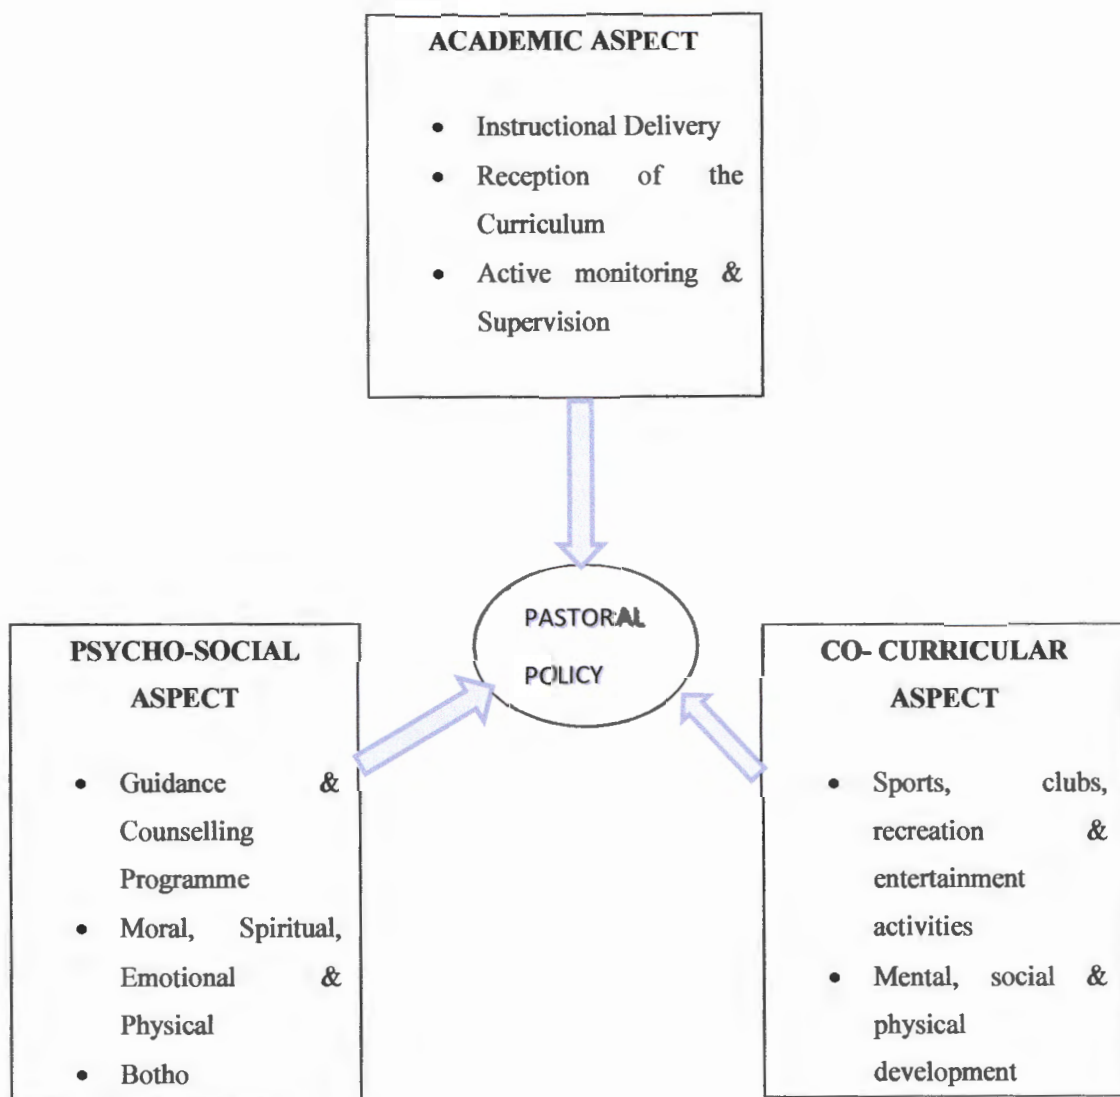 ACADEMIC ASPECT
• Instructional Delivery
• Reception of the
Curriculum
• Active monitoring &
Supervision
PASTORAL
POLICY
PSYCHO-SOCIAL
ASPECT
• Guidance &
Counselling
Programme
• Moral, Spiritual,
Emotional &
Physical
• Botho
CO- CURRICULAR
ASPECT
• Sports, clubs,
recreation &
entertainment
activities
• Mental, social &
physical
development